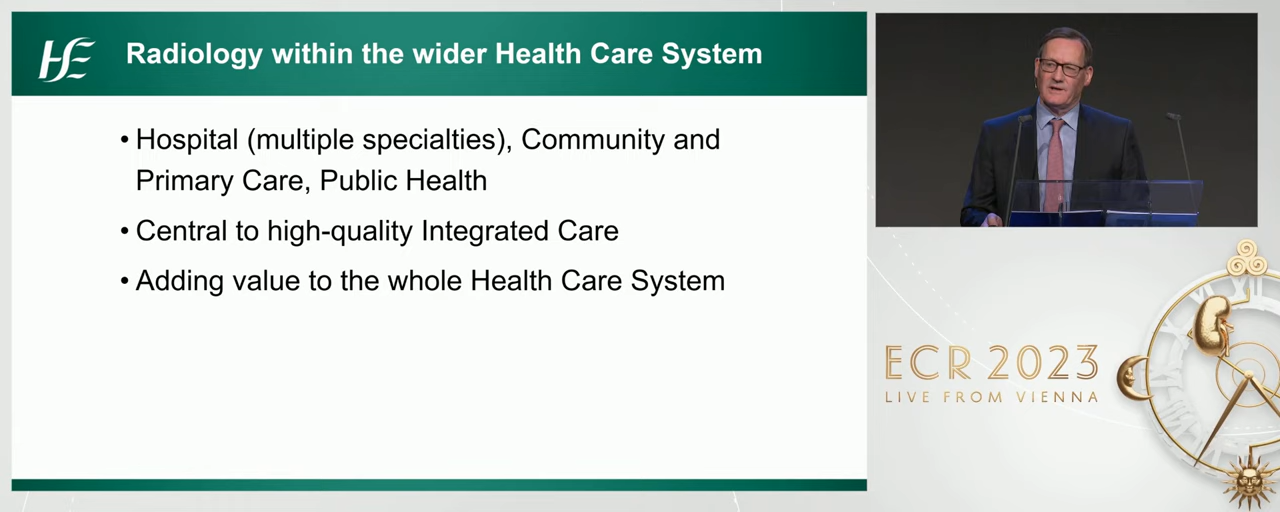 HSE
Radiology within the wider Health Care System
• Hospital (multiple specialties), Community and
Primary Care, Public Health
• Central to high-quality Integrated Care
• Adding value to the whole Health Care System
ECR 2023
LIVE FROM VIENNA
XII